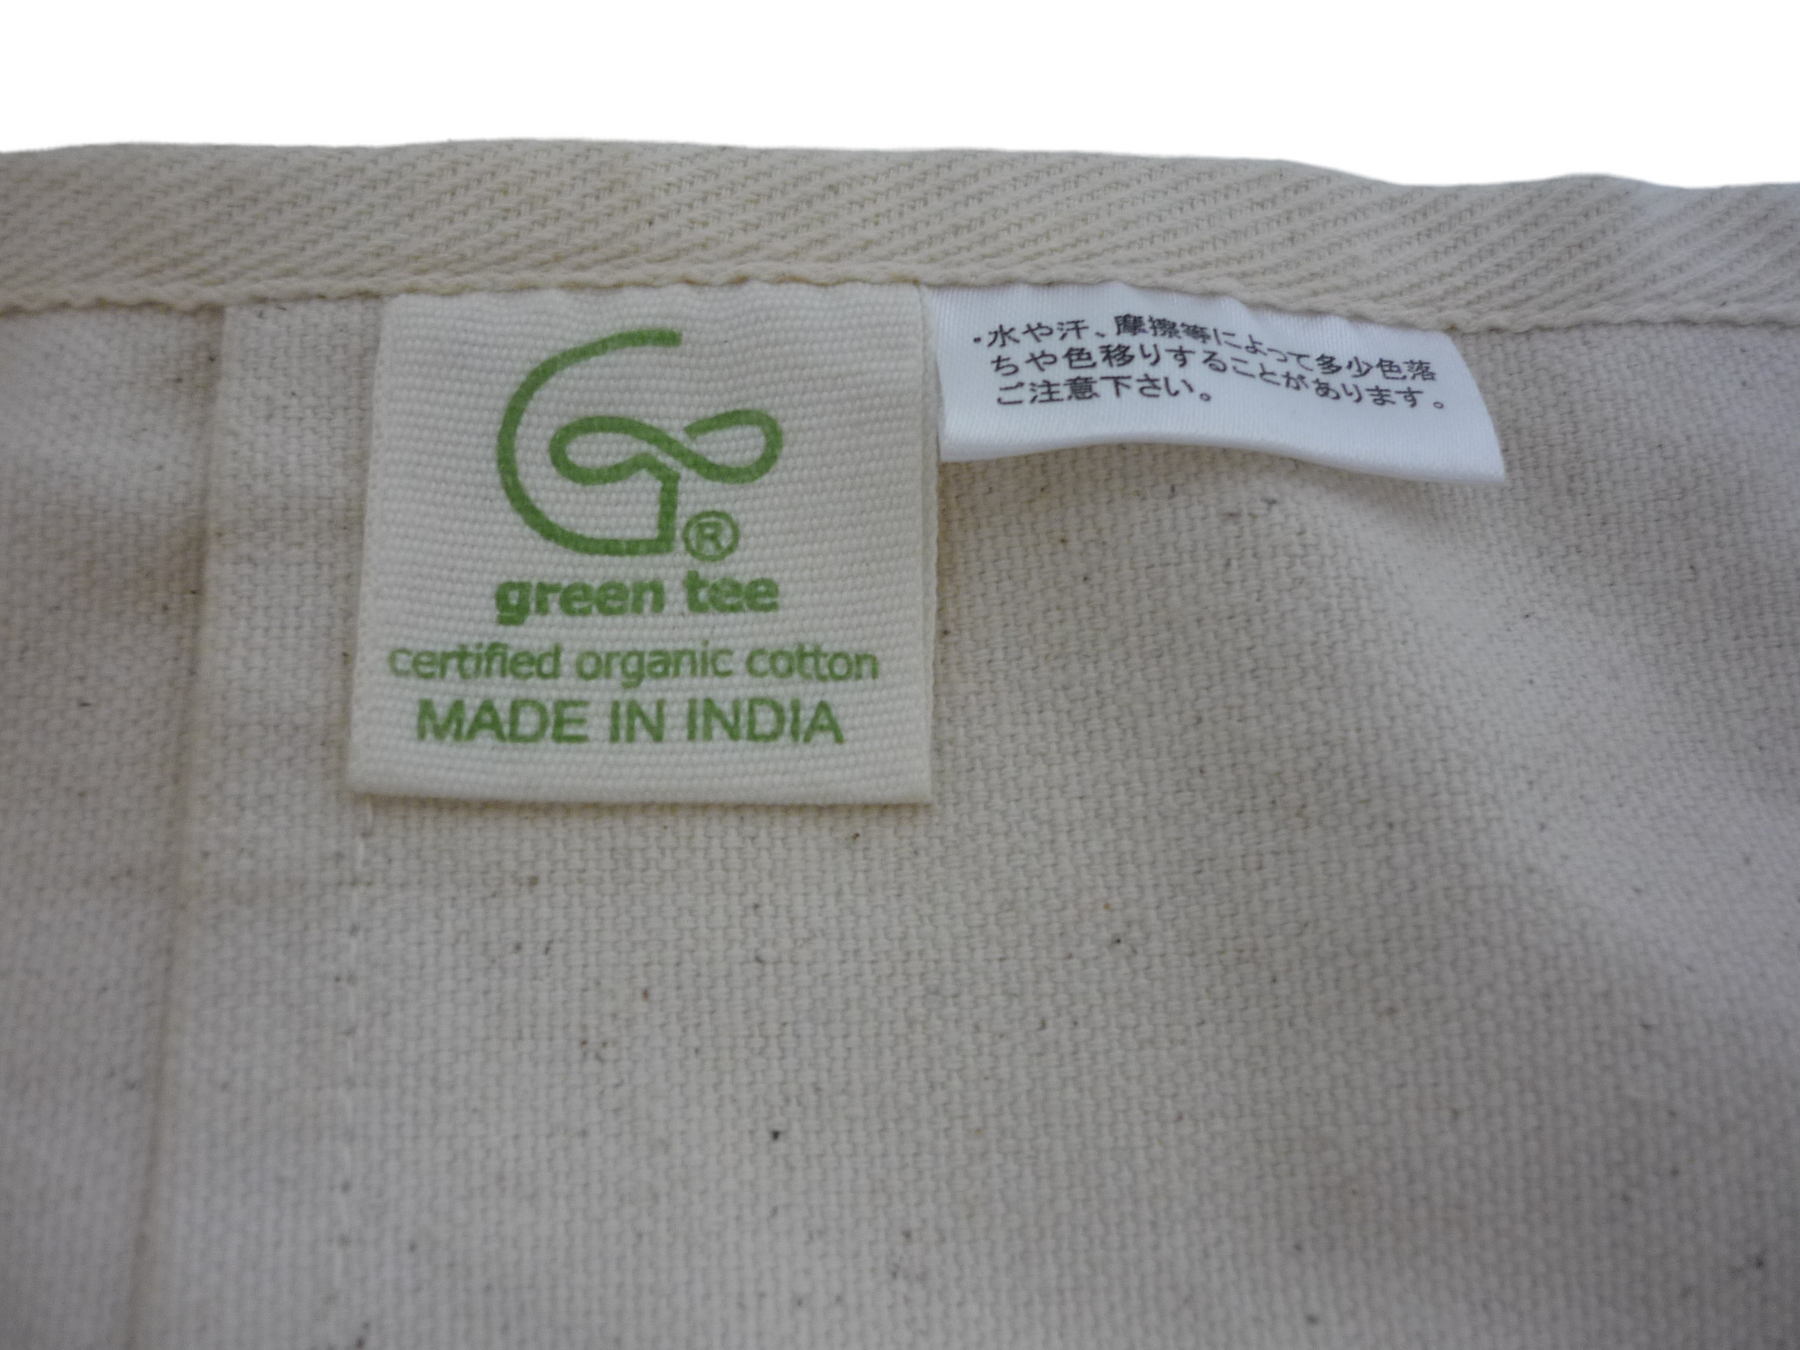 ®
green tee
certified organic cotton
MADE IN INDIA
・水や汗、摩擦等によって多少色落
ちや色移りすることがあります。
ご注意下さい。